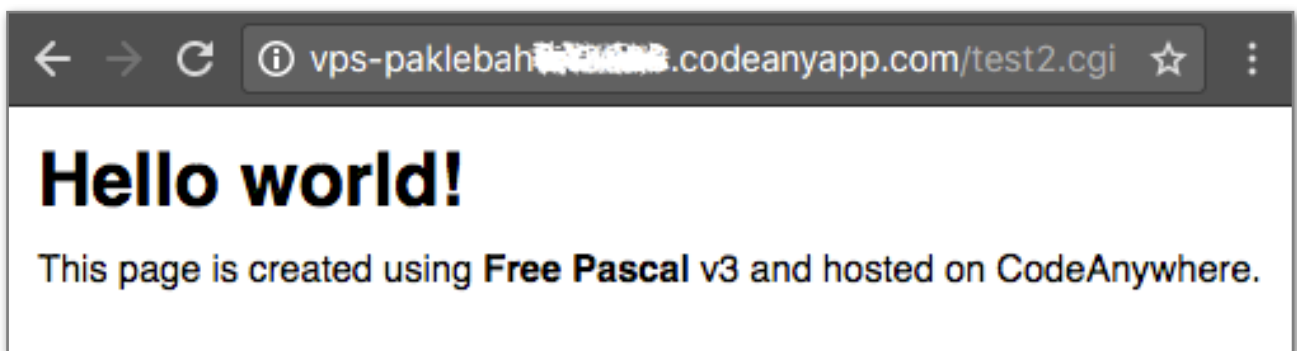 vps-paklebah .codeanyapp.com/test2.cgi
Hello world!
This page is created using Free Pascal v3 and hosted on CodeAnywhere.